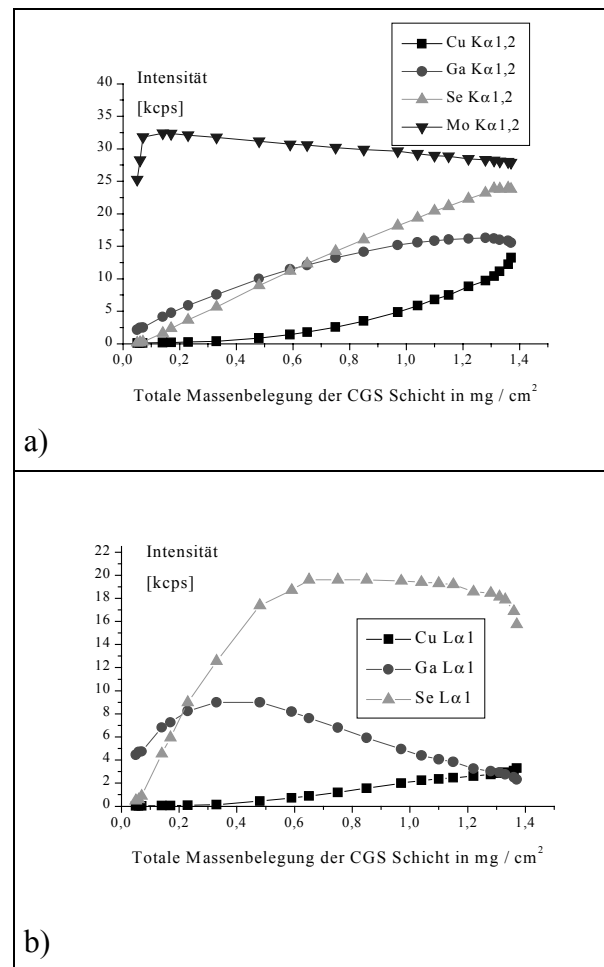 Cu Kα1,2
Ga Kα1,2
Se Kα1,2
Mo Kα1,2
Intensität
[kcps]
35
30
25
20
15
10
5
0
0,0 0,2 0,4 0,6 0,8 1,0 1,2 1,4
Totale Massenbelegung der CGS Schicht in mg / cm²
a)
Intensität
[kcps]
22
20
18
16
14
12
10
8
6
4
2
0
Cu Lα1
Ga Lα1
Se Lα1
0,0 0,2 0,4 0,6 0,8 1,0 1,2 1,4
Totale Massenbelegung der CGS Schicht in mg / cm²
b)